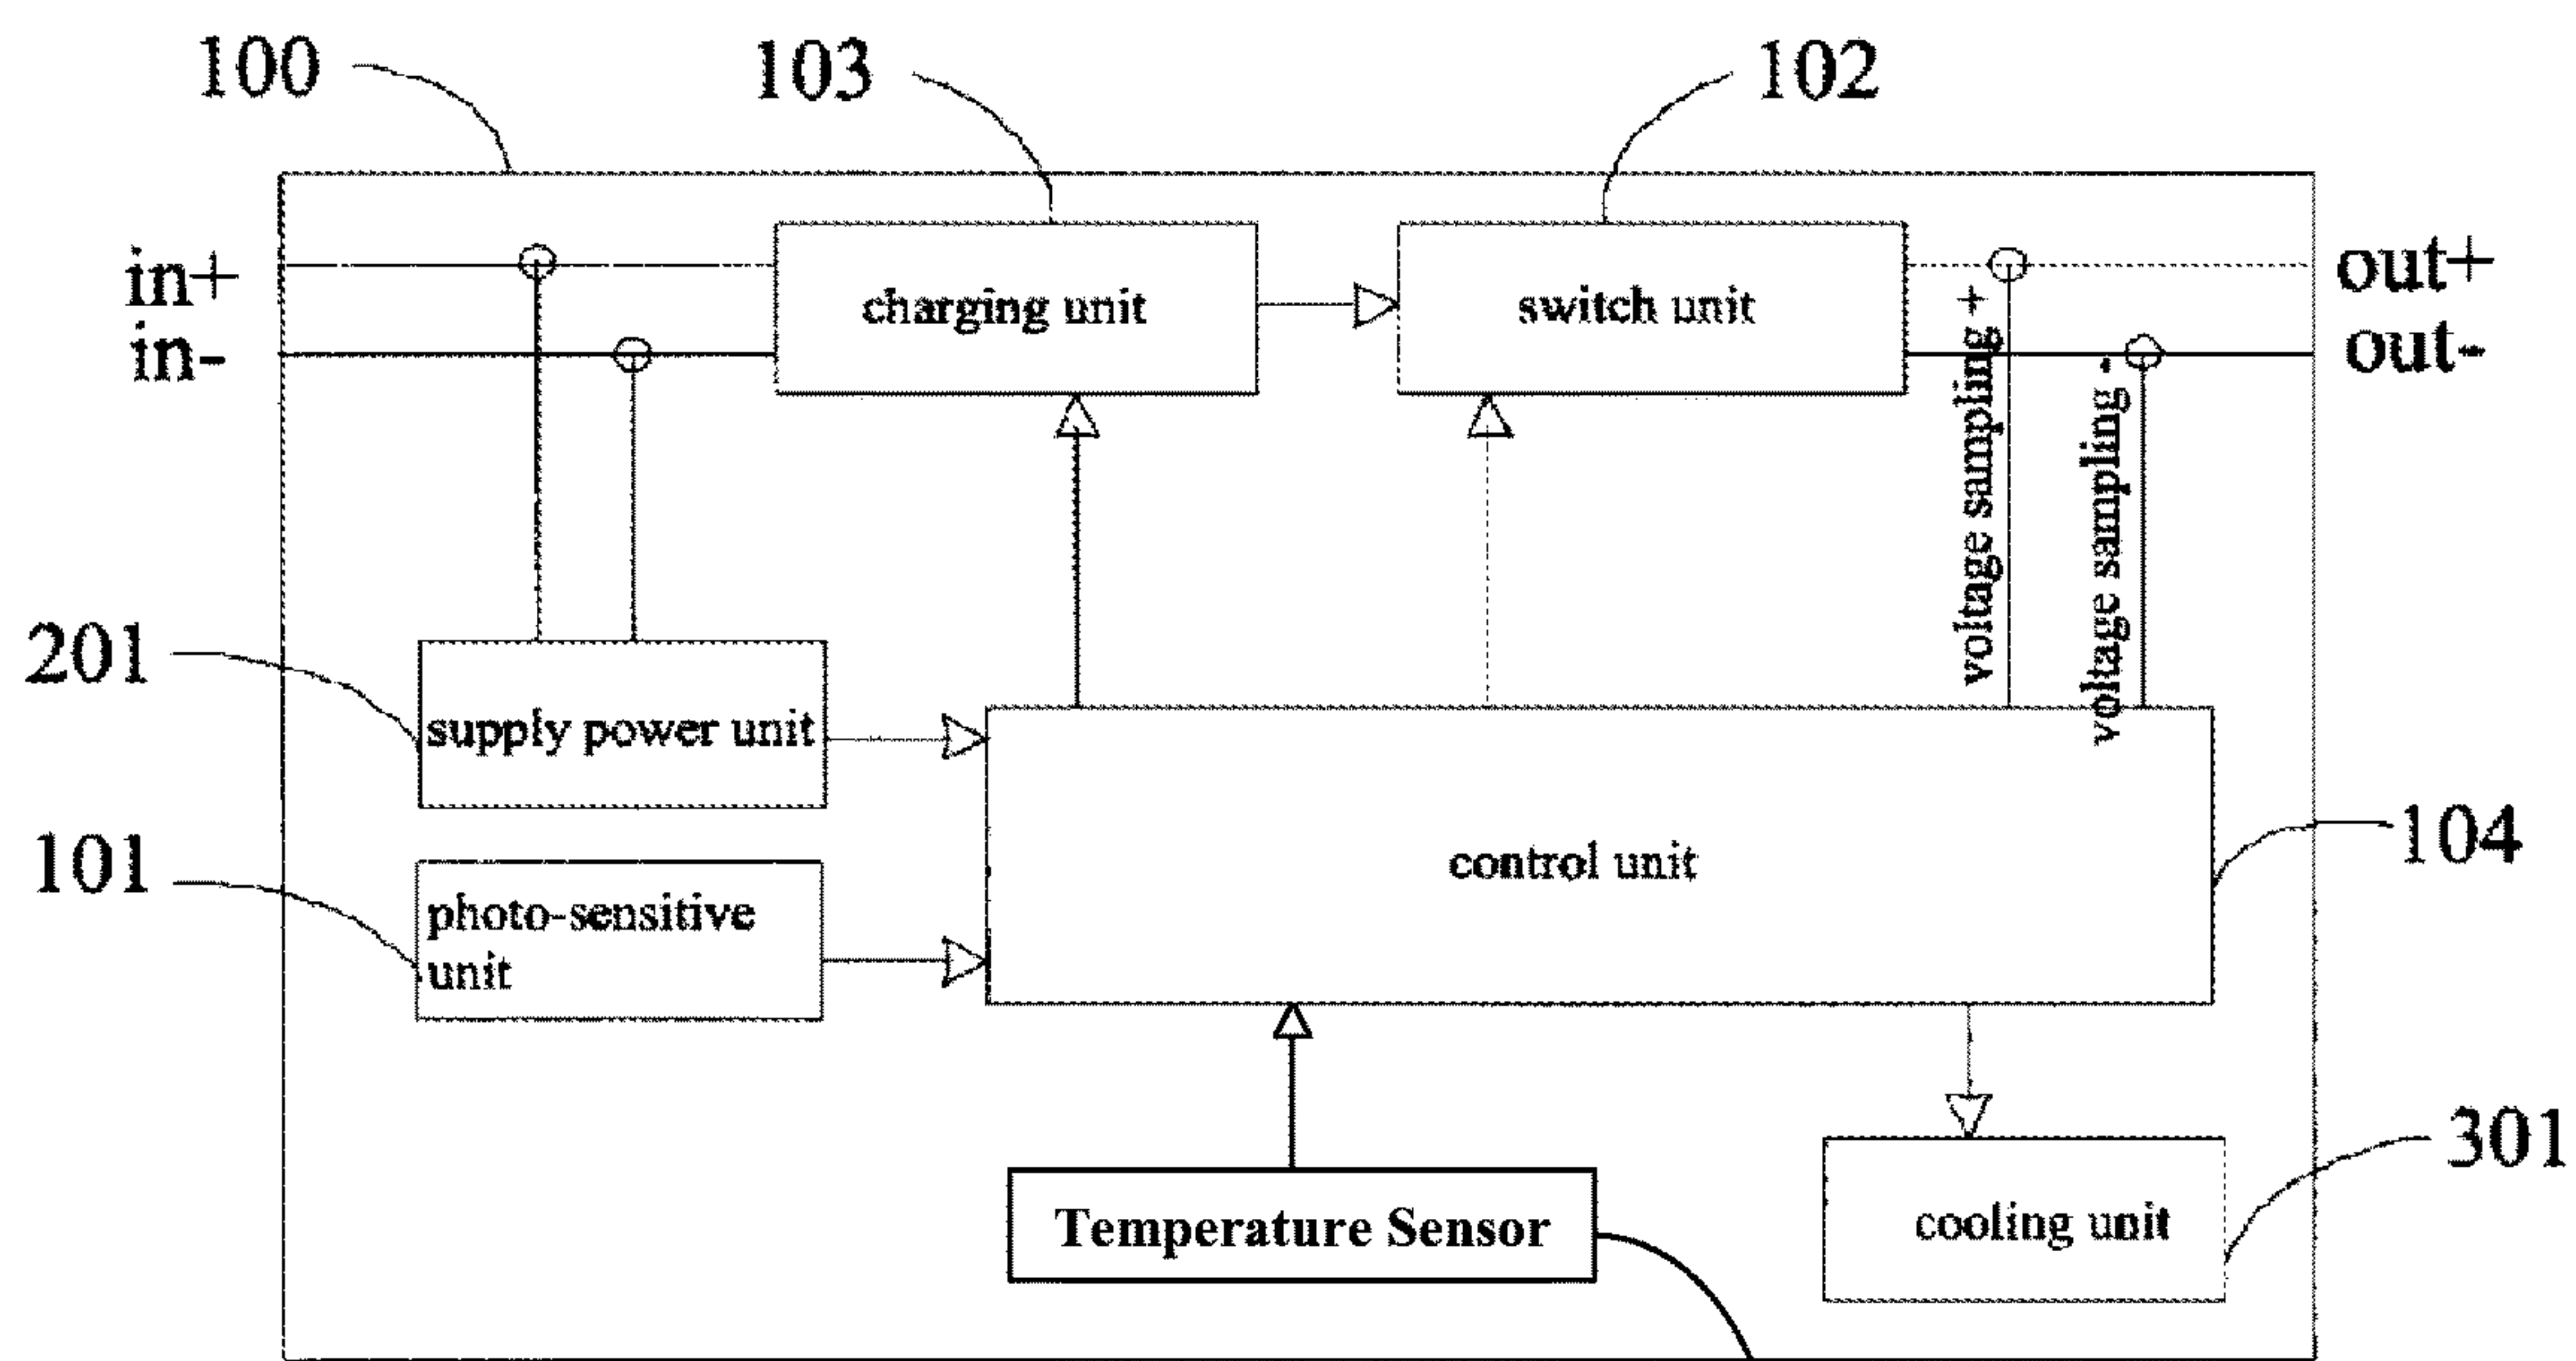 100
103
102
in+
in-
charging unit
switch unit
out+
out-
voltage sampling +
voltage sampling -
201
supply power unit
101
photo-sensitive
unit
control unit
104
Temperature Sensor
cooling unit
301